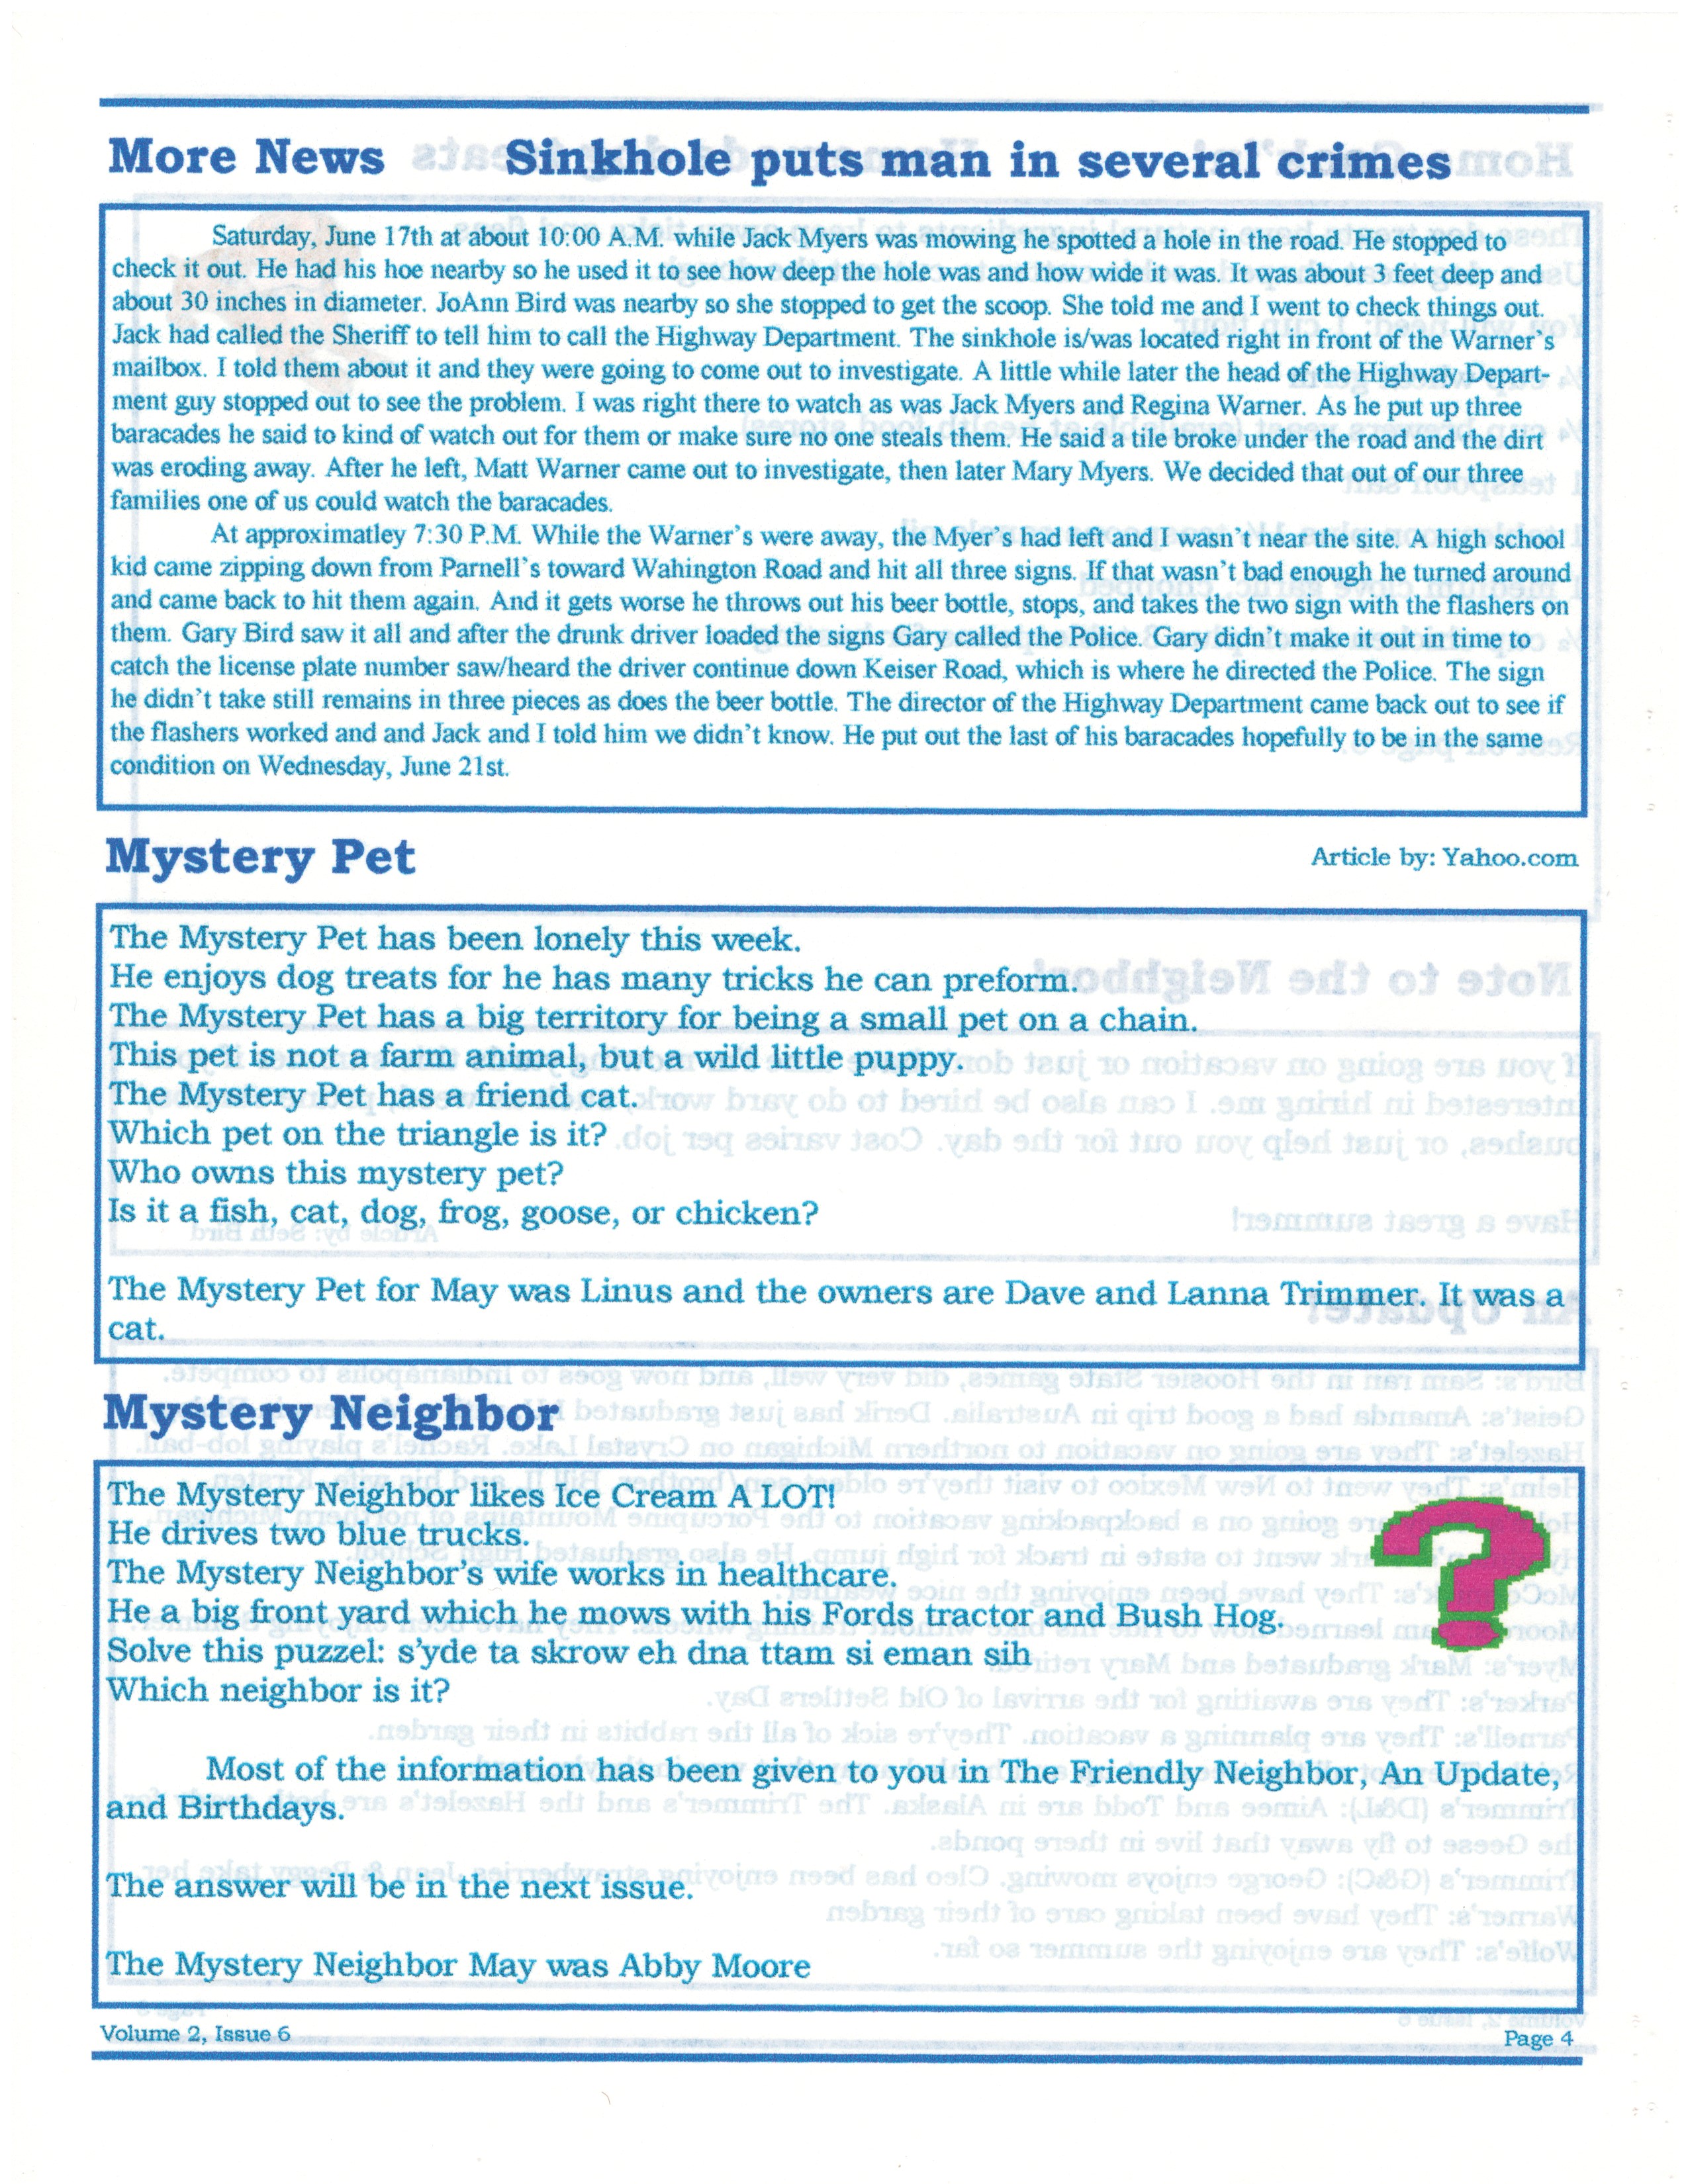 More News Sinkhole puts man in several crimes
Saturday, June 17th at about 10:00 A.M. while Jack Myers was mowing he spotted a hole in the road. He stopped to
check it out. He had his hoe nearby so he used it to see how deep the hole was and how wide it was. It was about 3 feet deep and
about 30 inches in diameter. JoAnn Bird was nearby so she stopped to get the scoop. She told me and I went to check things out.
Jack had called the Sheriff to tell him to call the Highway Department. The sinkhole is/was located right in front of the Warner's
mailbox. I told them about it and they were going to come out to investigate. A little while later the head of the Highway Depart-
ment guy stopped out to see the problem. I was right there to watch as was Jack Myers and Regina Warner. As he put up three
baracades he said to kind of watch out for them or make sure no one steals them. He said a tile broke under the road and the dirt
was eroding away. After he left, Matt Warner came out to investigate, then later Mary Myers. We decided that out of our three
families one of us could watch the baracades.
At approximatley 7:30 P.M. While the Warner's were away, the Myer's had left and I wasn't near the site. A high school
kid came zipping down from Parnell's toward Wahington Road and hit all three signs. If that wasn't bad enough he turned around
and came back to hit them again. And it gets worse he throws out his beer bottle, stops, and takes the two sign with the flashers on
them. Gary Bird saw it all and after the drunk driver loaded the signs Gary called the Police. Gary didn't make it out in time to
catch the license plate number saw/heard the driver continue down Keiser Road, which is where he directed the Police. The sign
he didn't take still remains in three pieces as does the beer bottle. The director of the Highway Department came back out to see if
the flashers worked and and Jack and I told him we didn't know. He put out the last of his baracades hopefully to be in the same
condition on Wednesday, June 21st.
Mystery Pet Article by: Yahoo.com
The Mystery Pet has been lonely this week.
He enjoys dog treats for he has many tricks he can preform.
The Mystery Pet has a big territory for being a small pet on a chain.
This pet is not a farm animal, but a wild little puppy.
The Mystery Pet has a friend cat.
Which pet on the triangle is it?
Who owns this mystery pet?
Is it a fish, cat, dog, frog, goose, or chicken?
The Mystery Pet for May was Linus and the owners are Dave and Lanna Trimmer. It was a
cat.
Mystery Neighbor
The Mystery Neighbor likes Ice Cream A LOT!
He drives two blue trucks.
The Mystery Neighbor's wife works in healthcare.
He a big front yard which he mows with his Fords tractor and Bush Hog.
Solve this puzzel: s'yde ta skrow eh dna ttam si eman sih
Which neighbor is it?
Most of the information has been given to you in The Friendly Neighbor, An Update,
and Birthdays.
The answer will be in the next issue.
The Mystery Neighbor May was Abby Moore
Volume 2, Issue 6 Page 4